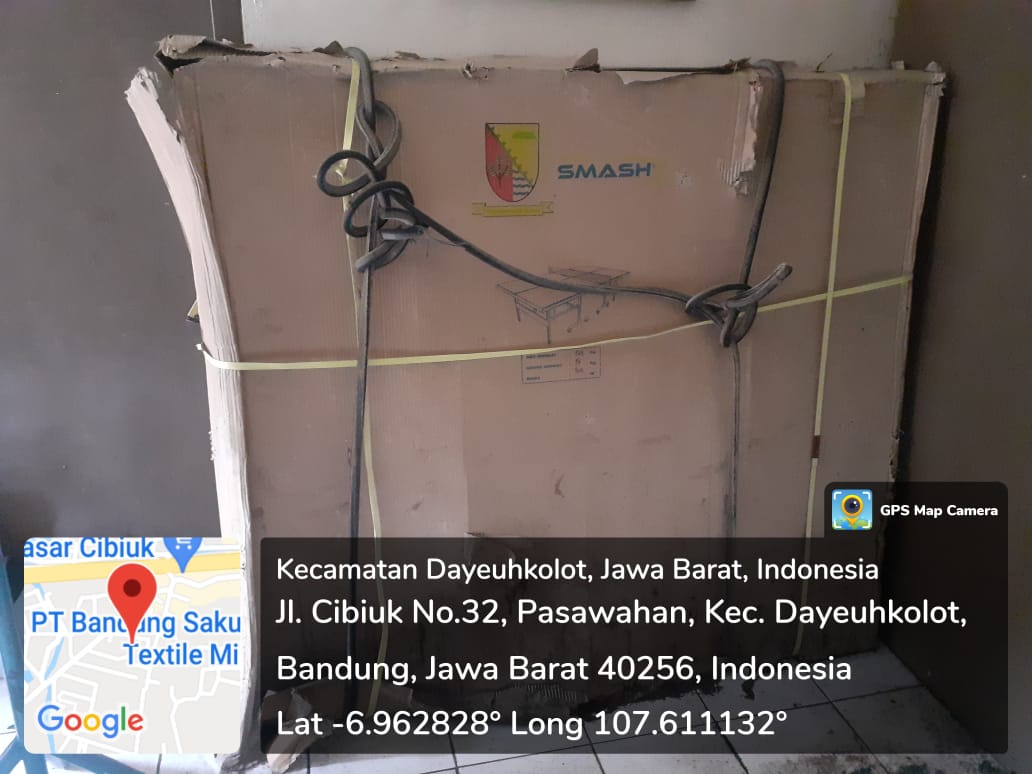 SMASH
GPS Map Camera
asar Cibiuk
PT Bandung Saku
Textile Mi
Google
Kecamatan Dayeuhkolot, Jawa Barat, Indonesia
Jl. Cibiuk No.32, Pasawahan, Kec. Dayeuhkolot,
Bandung, Jawa Barat 40256, Indonesia
Lat -6.962828° Long 107.611132°